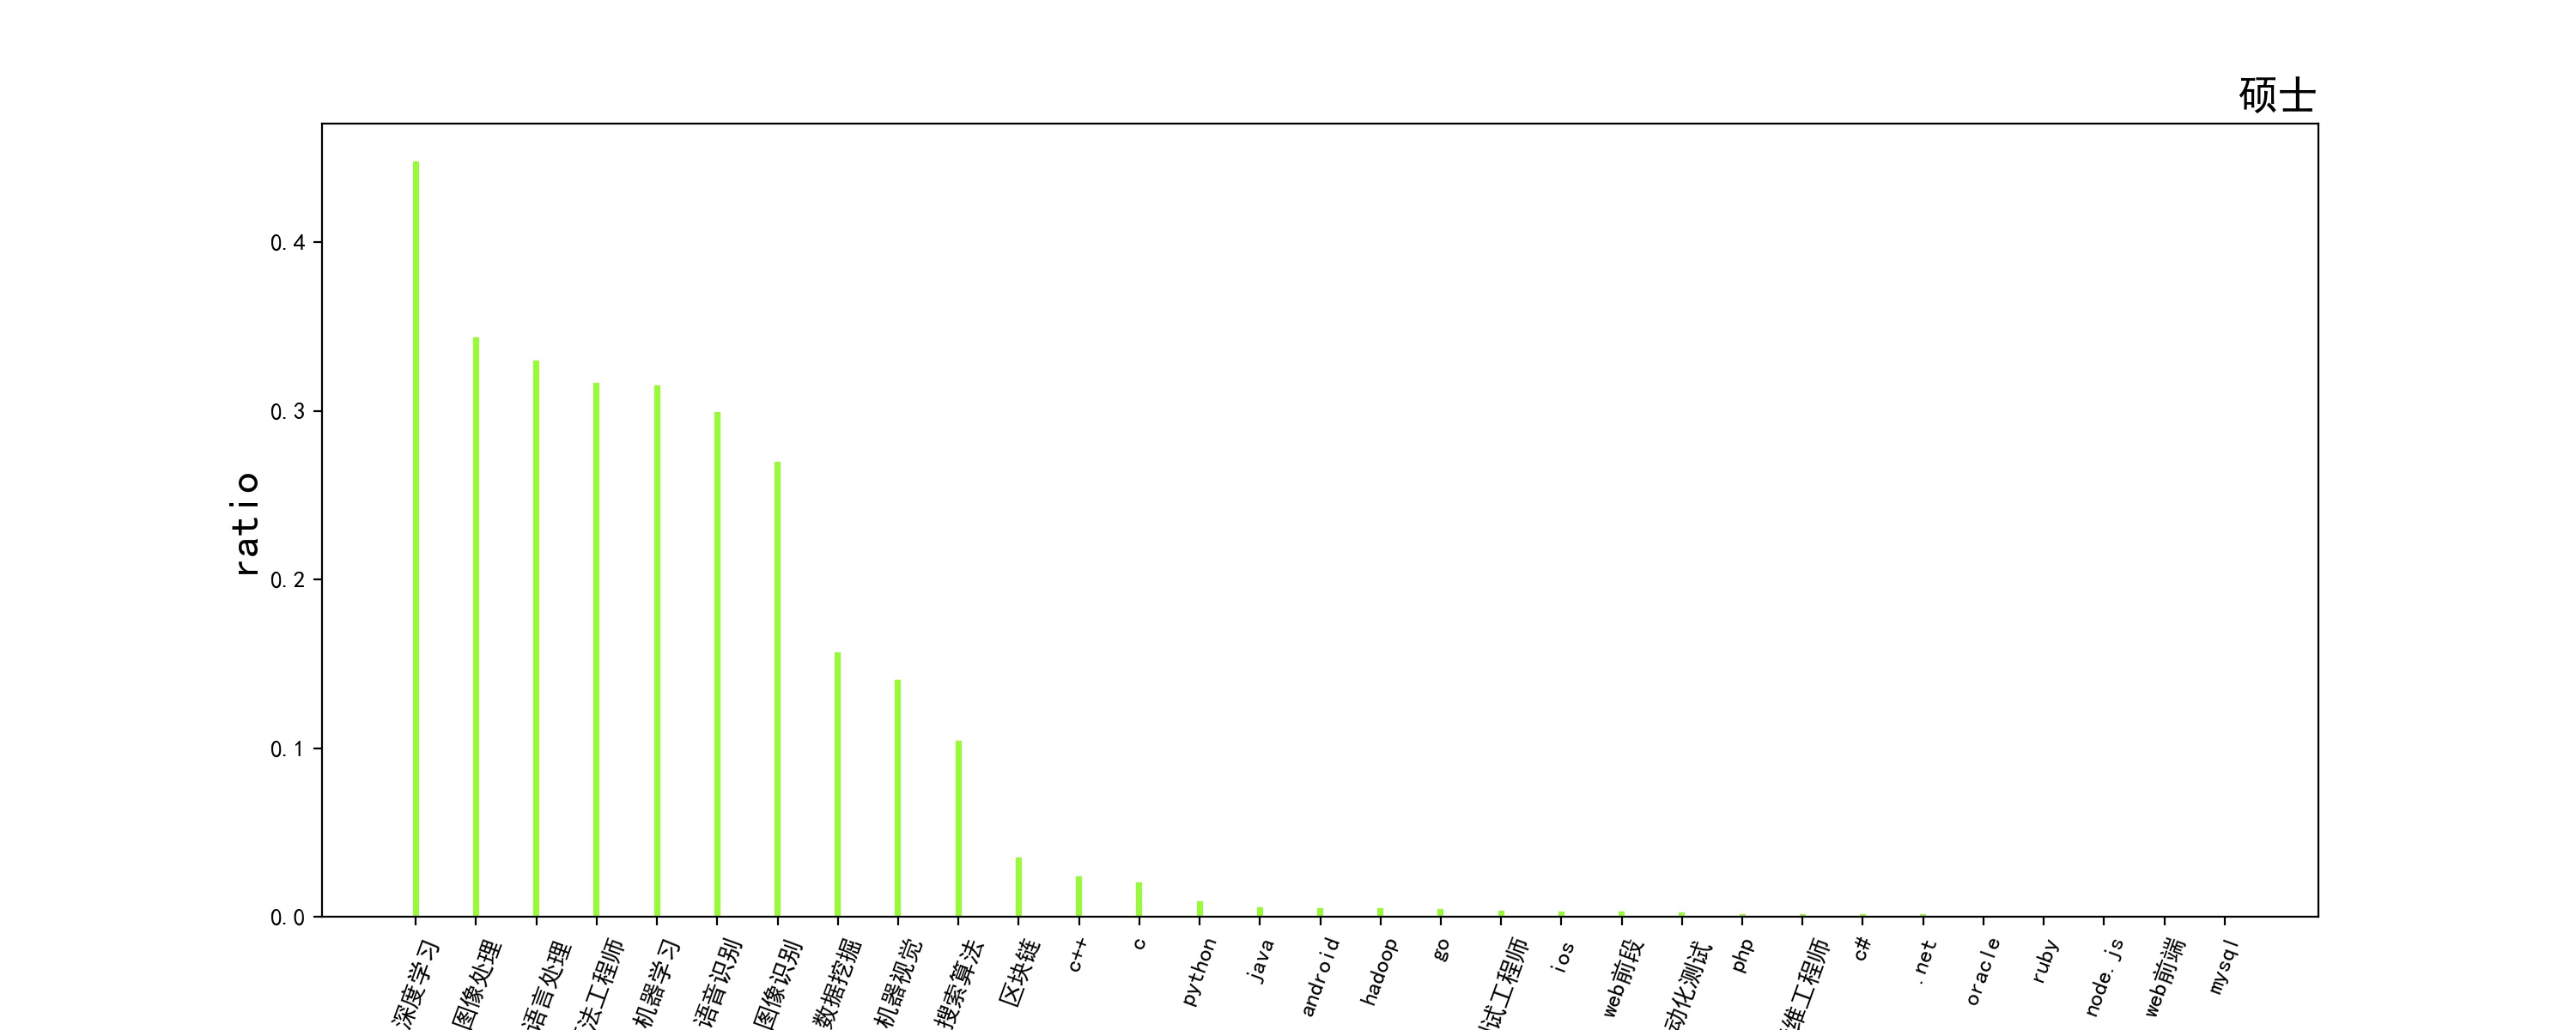 硕士
ratio
0.4
0.3
0.2
0.1
0.0
深度学习
图像处理
语言处理
法工程师
机器学习
语音识别
图像识别
数据挖掘
机器视觉
搜索算法
区块链
c++
c
python
java
android
hadoop
go
试工程师
ios
web前段
动化测试
php
维工程师
c#
.net
oracle
ruby
node.js
web前端
mysql